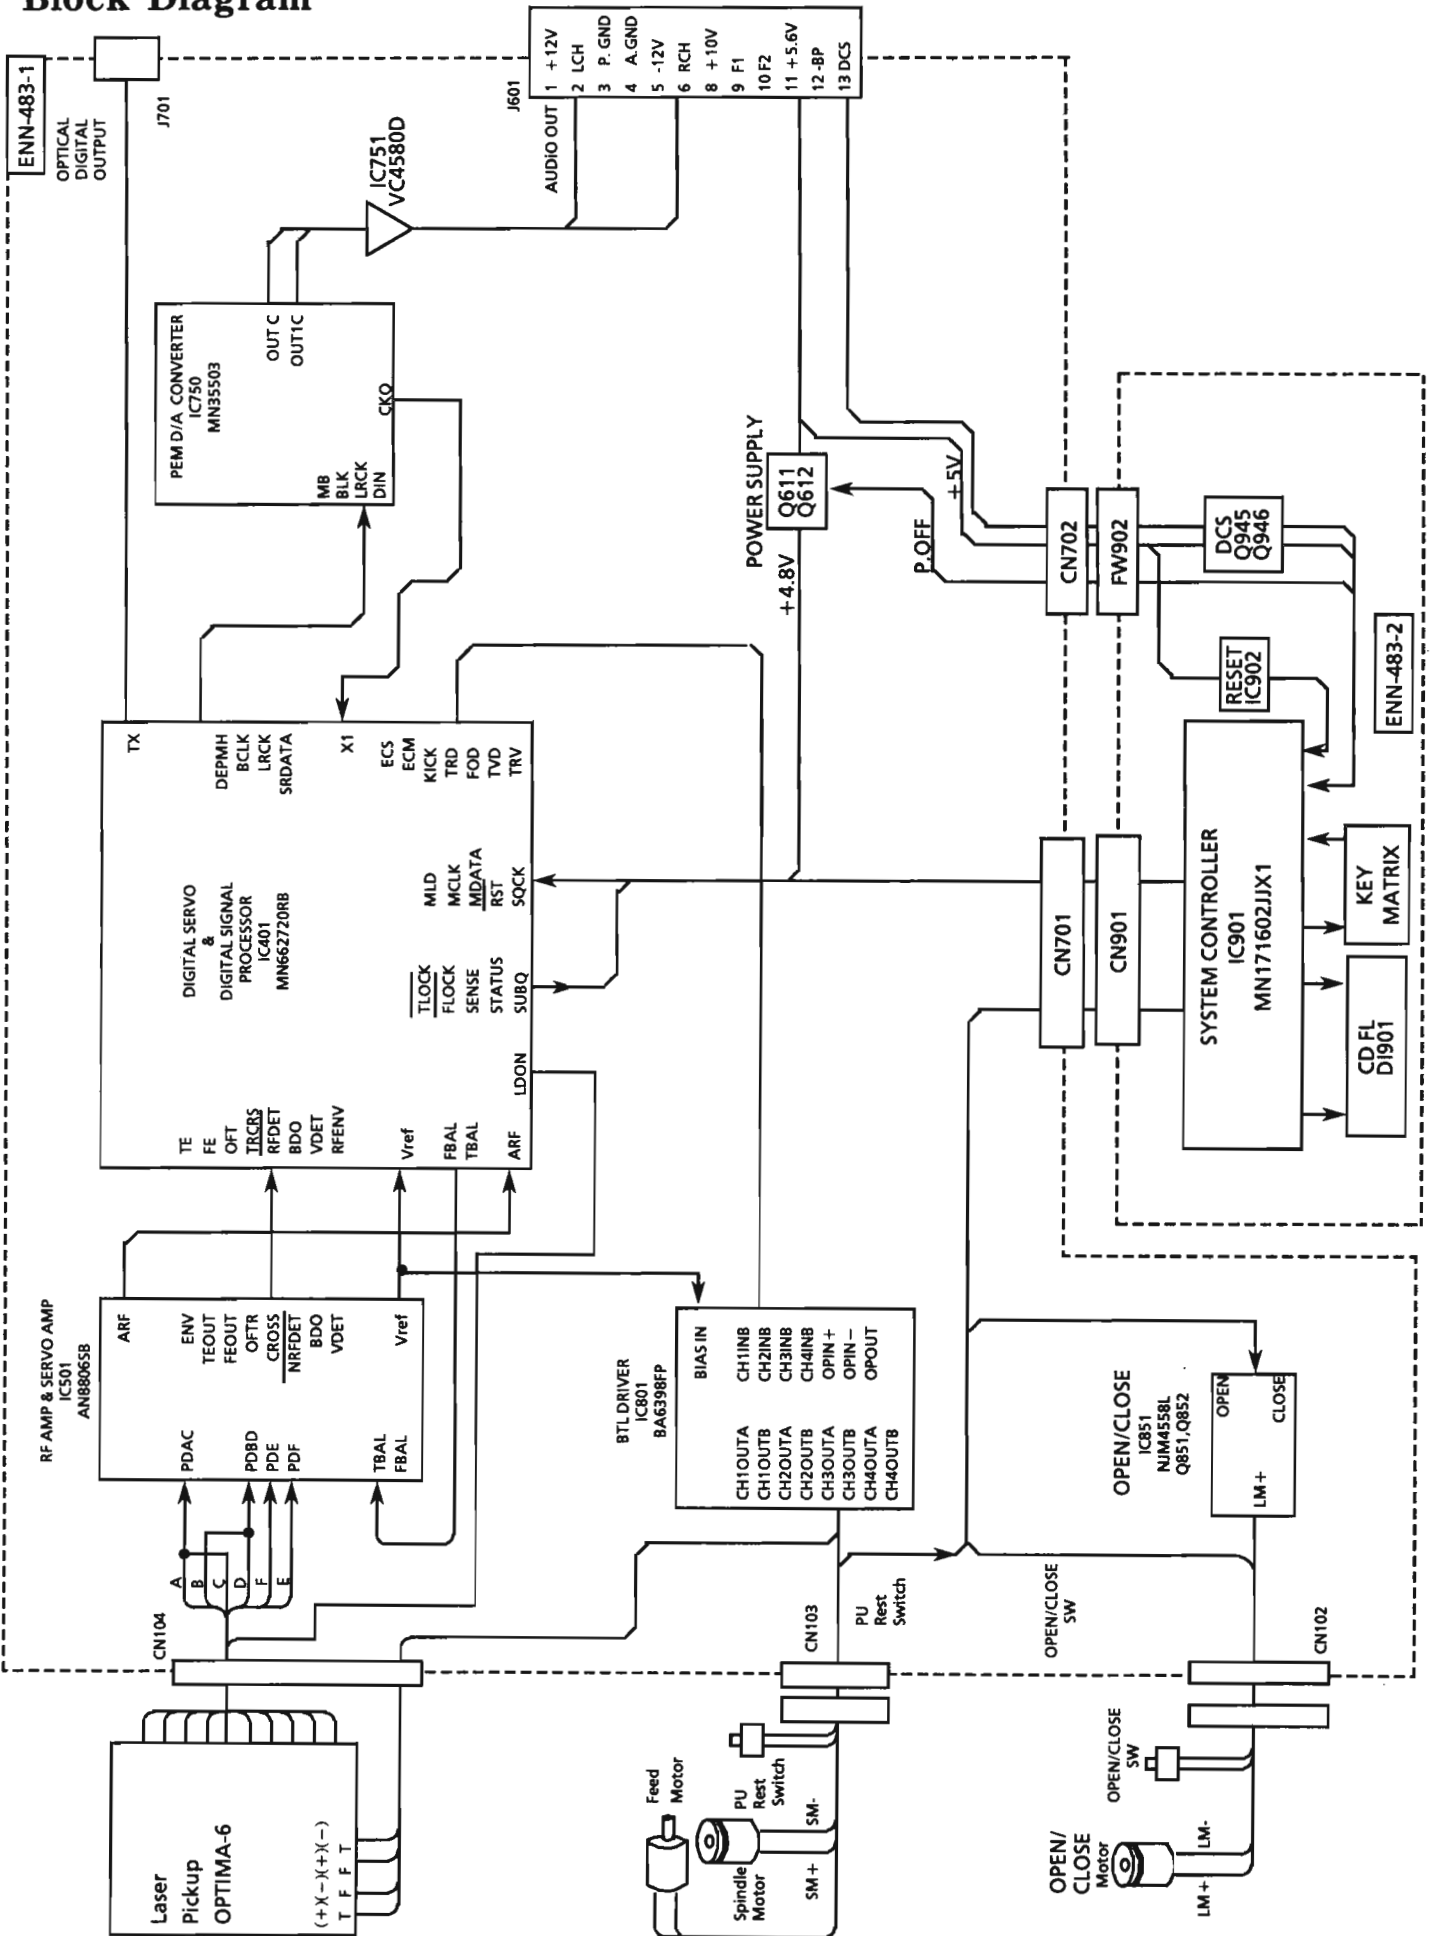 Block Diagram
ENN-483-1
OPTICAL
DIGITAL
OUTPUT
J701
J601
AUDiO OUT
1 +12V
2 LCH
3 P. GND
4 A.GND
5 -12V
6 RCH
8 +10V
9 F1
10 F2
11 +5.6V
12 -BP
13 DCS
IC751
VC4580D
PEM D/A CONVERTER
IC750
MN35503
OUT C
OUT1C
CKO
MB
BLK
LRCK
DIN
POWER SUPPLY
Q611
Q612
+4.8V
P.OFF
+5V
CN702
FW902
DCS
Q945
Q946
RESET
IC902
ENN-483-2
TX
DEPMH
BCLK
LRCK
SRDATA
X1
ECS
ECM
KICK
TRD
FOD
TVD
TRV
DIGITAL SERVO
&
DIGITAL SIGNAL
PROCESSOR
IC401
MN662720RB
MLD
MCLK
MDATA
RST
SQCK
TLOCK
FLOCK
SENSE
STATUS
SUBQ
LDON
TE
FE
OFT
TRCRS
RFDET
BDO
VDET
RFENV
Vref
FBAL
TBAL
ARF
CN701
CN901
SYSTEM CONTROLLER
IC901
MN171602JJX1
KEY
MATRIX
CD FL
DI901
RF AMP & SERVO AMP
IC501
AN8806SB
ARF
ENV
TEOUT
FEOUT
OFTR
CROSS
NRFDET
BDO
VDET
Vref
PDAC
PDBD
PDE
PDF
TBAL
FBAL
A
B
C
D
F
E
CN104
BTL DRIVER
IC801
BA6398FP
BIAS IN
CH1INB
CH2INB
CH3INB
CH4INB
OPIN+
OPIN−
OPOUT
CH1OUTA
CH1OUTB
CH2OUTA
CH2OUTB
CH3OUTA
CH3OUTB
CH4OUTA
CH4OUTB
OPEN/CLOSE
IC851
NJM4558L
Q851,Q852
OPEN
CLOSE
LM+
CN103
PU
Rest
Switch
OPEN/CLOSE
SW
CN102
Laser
Pickup
OPTIMA-6
(+)(−)(+)(−)
T F F T
Feed
Motor
Spindle
Motor
PU
Rest
Switch
SM-
SM+
OPEN/CLOSE
SW
OPEN/
CLOSE
Motor
LM-
LM+